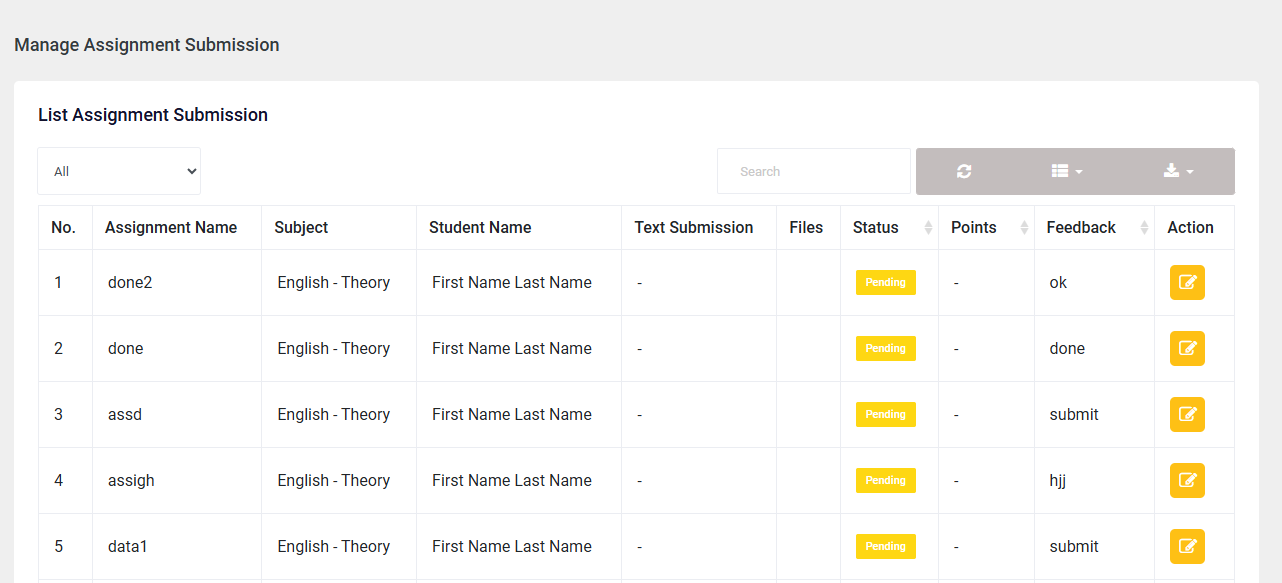 Manage Assignment Submission
List Assignment Submission
All Search
No. Assignment Name Subject Student Name Text Submission Files Status Points Feedback Action
1 done2 English - Theory First Name Last Name - Pending - ok
2 done English - Theory First Name Last Name - Pending - done
3 assd English - Theory First Name Last Name - Pending - submit
4 assigh English - Theory First Name Last Name - Pending - hjj
5 data1 English - Theory First Name Last Name - Pending - submit